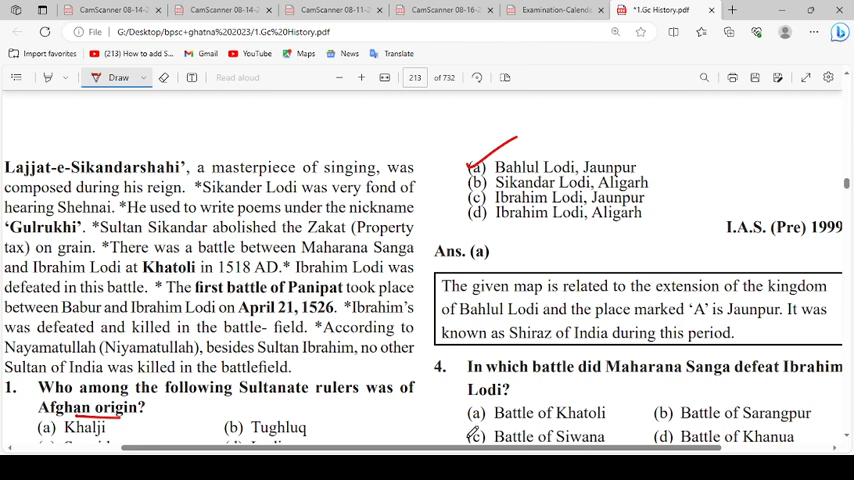 CamScanner 08-14-2
CamScanner 08-14-2
CamScanner 08-11-2
CamScanner 08-16-2
Examination-Calend
*1.Gc History.pdf
File
G:/Desktop/bpsc+ghatna%202023/1.Gc%20History.pdf
Import favorites
(213) How to add S...
Gmail
YouTube
Maps
News
Translate
Draw
Read aloud
213
of 732
Lajjat-e-Sikandarshahi’, a masterpiece of singing, was
composed during his reign. *Sikander Lodi was very fond of
hearing Shehnai. *He used to write poems under the nickname
‘Gulrukhi’. *Sultan Sikandar abolished the Zakat (Property
tax) on grain. *There was a battle between Maharana Sanga
and Ibrahim Lodi at Khatoli in 1518 AD.* Ibrahim Lodi was
defeated in this battle. * The first battle of Panipat took place
between Babur and Ibrahim Lodi on April 21, 1526. *Ibrahim’s
was defeated and killed in the battle- field. *According to
Nayamatullah (Niyamatullah), besides Sultan Ibrahim, no other
Sultan of India was killed in the battlefield.
1. Who among the following Sultanate rulers was of
Afghan origin?
(a) Khalji (b) Tughluq
(a) Bahlul Lodi, Jaunpur
(b) Sikandar Lodi, Aligarh
(c) Ibrahim Lodi, Jaunpur
(d) Ibrahim Lodi, Aligarh
I.A.S. (Pre) 1999
Ans. (a)
The given map is related to the extension of the kingdom
of Bahlul Lodi and the place marked ‘A’ is Jaunpur. It was
known as Shiraz of India during this period.
4. In which battle did Maharana Sanga defeat Ibrahim
Lodi?
(a) Battle of Khatoli (b) Battle of Sarangpur
(c) Battle of Siwana (d) Battle of Khanua